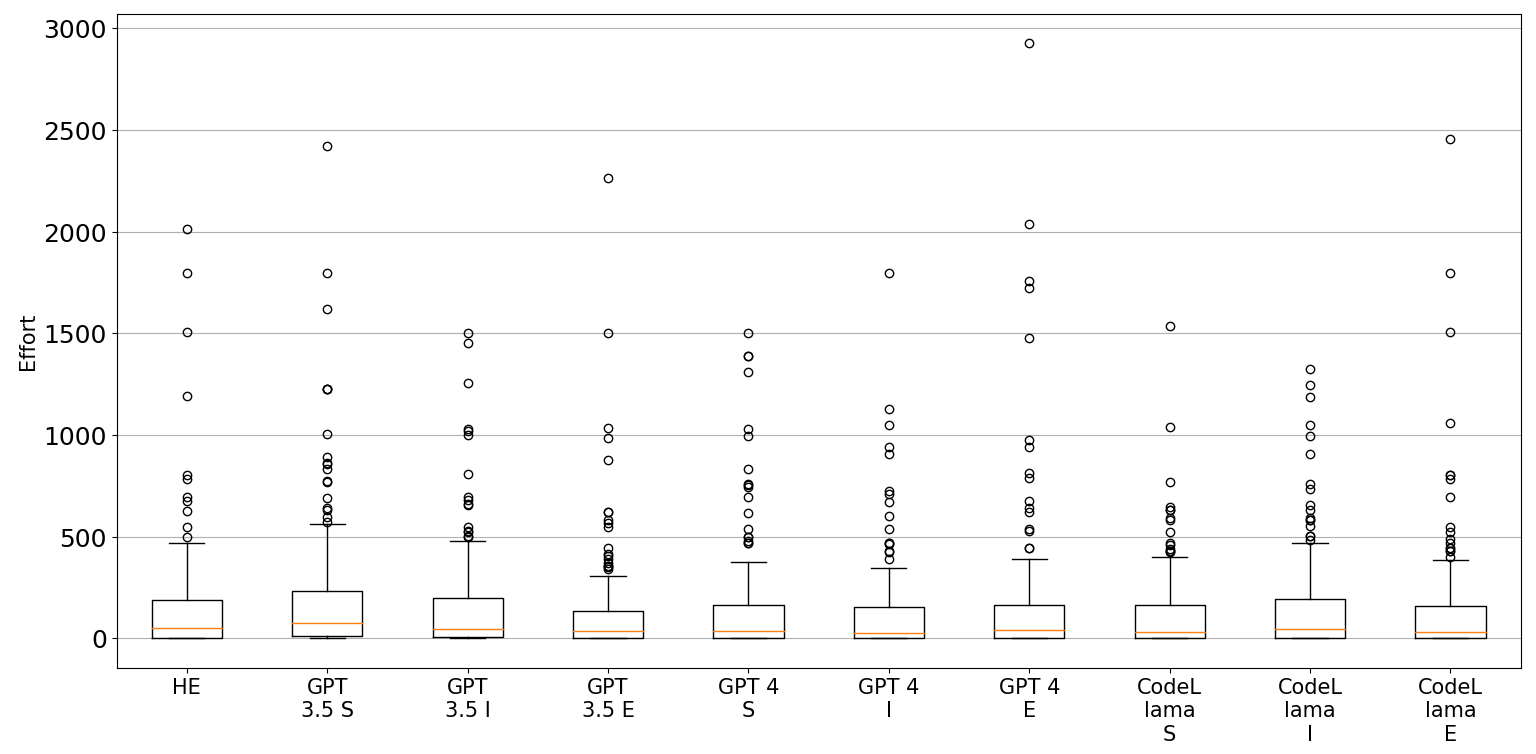 3000
2500
2000
1500
1000
500
0
Effort
HE
GPT
3.5 S
GPT
3.5 I
GPT
3.5 E
GPT 4
S
GPT 4
I
GPT 4
E
CodeL
lama
S
CodeL
lama
I
CodeL
lama
E